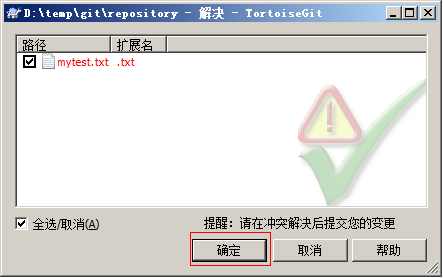 D:\temp\git\repository - 解决 - TortoiseGit
路径 扩展名
mytest.txt .txt
全选/取消(A) 提醒：请在冲突解决后提交您的变更
确定 取消 帮助